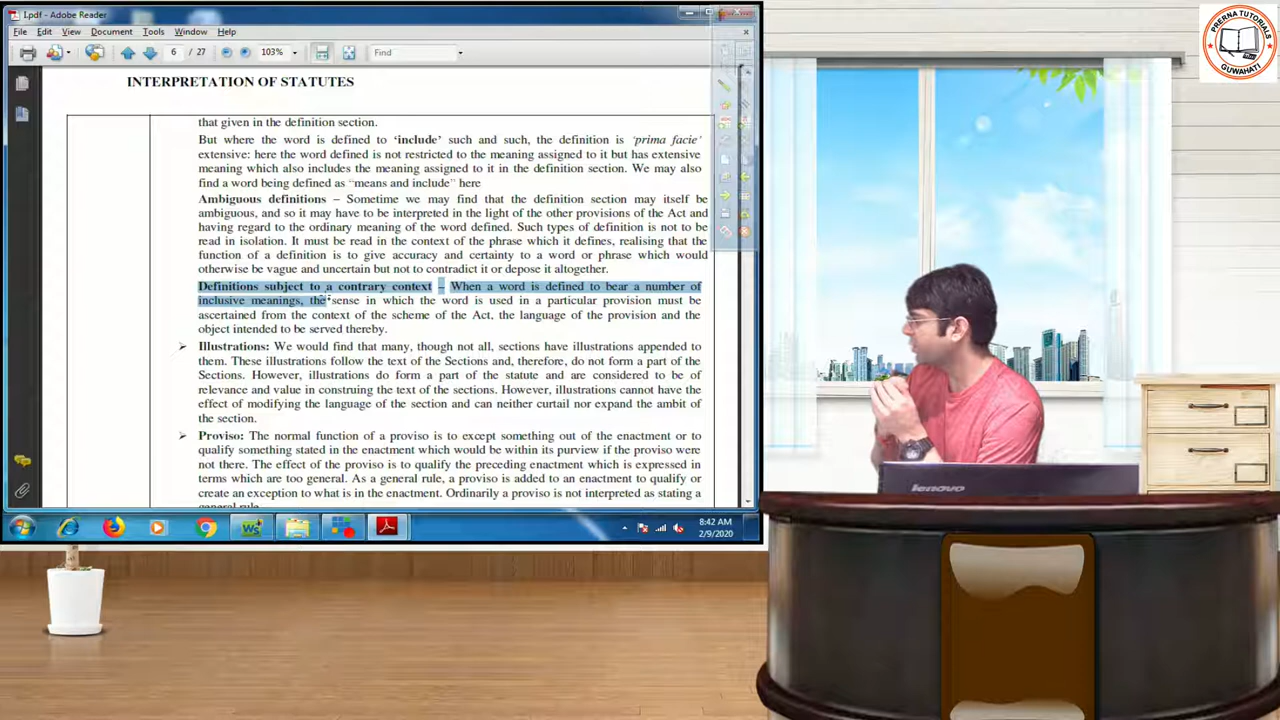 I.pdf - Adobe Reader
File Edit View Document Tools Window Help
6 / 27 103% Find
INTERPRETATION OF STATUTES
that given in the definition section.
But where the word is defined to ‘include’ such and such, the definition is ‘prima facie’
extensive: here the word defined is not restricted to the meaning assigned to it but has extensive
meaning which also includes the meaning assigned to it in the definition section. We may also
find a word being defined as “means and include” here
Ambiguous definitions – Sometime we may find that the definition section may itself be
ambiguous, and so it may have to be interpreted in the light of the other provisions of the Act and
having regard to the ordinary meaning of the word defined. Such types of definition is not to be
read in isolation. It must be read in the context of the phrase which it defines, realising that the
function of a definition is to give accuracy and certainty to a word or phrase which would
otherwise be vague and uncertain but not to contradict it or depose it altogether.
Definitions subject to a contrary context – When a word is defined to bear a number of
inclusive meanings, the sense in which the word is used in a particular provision must be
ascertained from the context of the scheme of the Act, the language of the provision and the
object intended to be served thereby.
➢ Illustrations: We would find that many, though not all, sections have illustrations appended to
them. These illustrations follow the text of the Sections and, therefore, do not form a part of the
Sections. However, illustrations do form a part of the statute and are considered to be of
relevance and value in construing the text of the sections. However, illustrations cannot have the
effect of modifying the language of the section and can neither curtail nor expand the ambit of
the section.
➢ Proviso: The normal function of a proviso is to except something out of the enactment or to
qualify something stated in the enactment which would be within its purview if the proviso were
not there. The effect of the proviso is to qualify the preceding enactment which is expressed in
terms which are too general. As a general rule, a proviso is added to an enactment to qualify or
create an exception to what is in the enactment. Ordinarily a proviso is not interpreted as stating a
general rule.
8:42 AM
2/9/2020
PRERNA TUTORIALS
GUWAHATI
lenovo